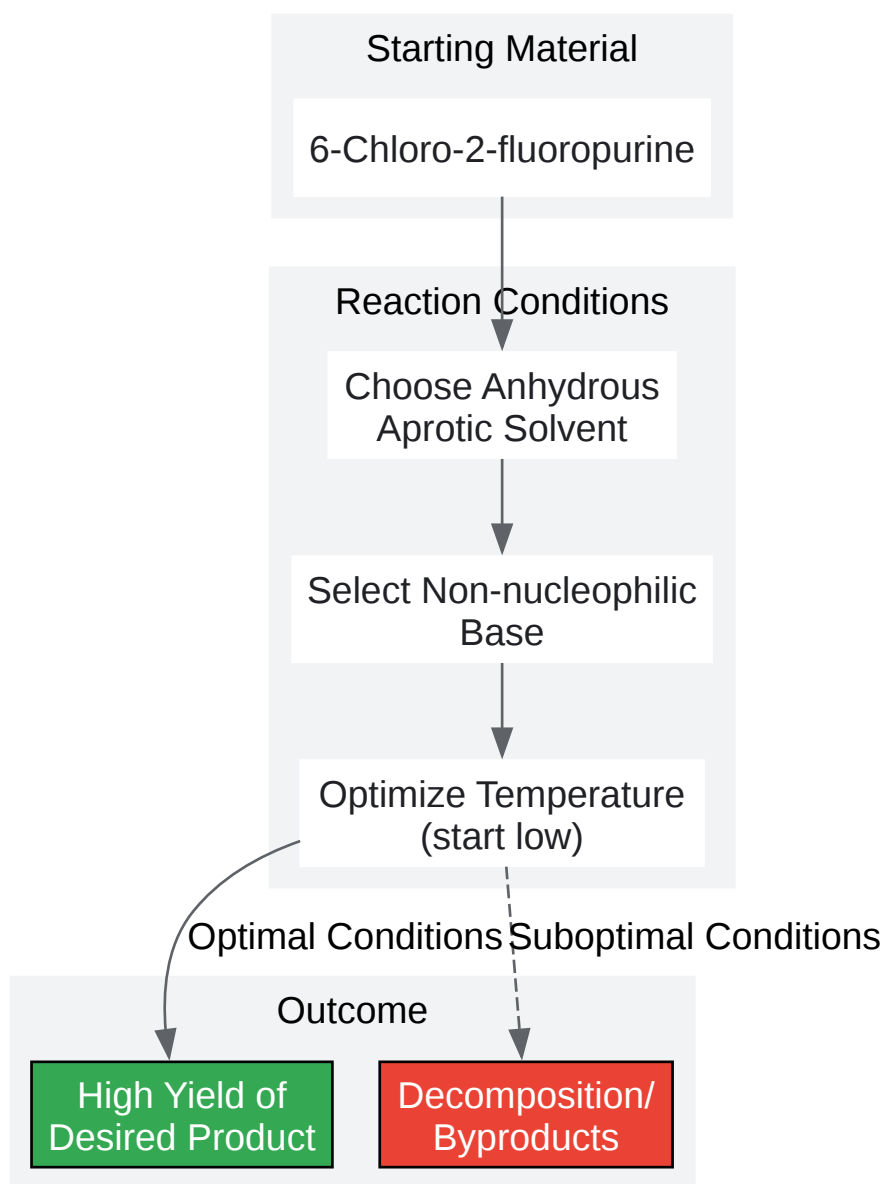 Starting Material
6-Chloro-2-fluoropurine
Reaction Conditions
Choose Anhydrous
Aprotic Solvent
Select Non-nucleophilic
Base
Optimize Temperature
(start low)
Optimal Conditions
Suboptimal Conditions
Outcome
High Yield of
Desired Product
Decomposition/
Byproducts